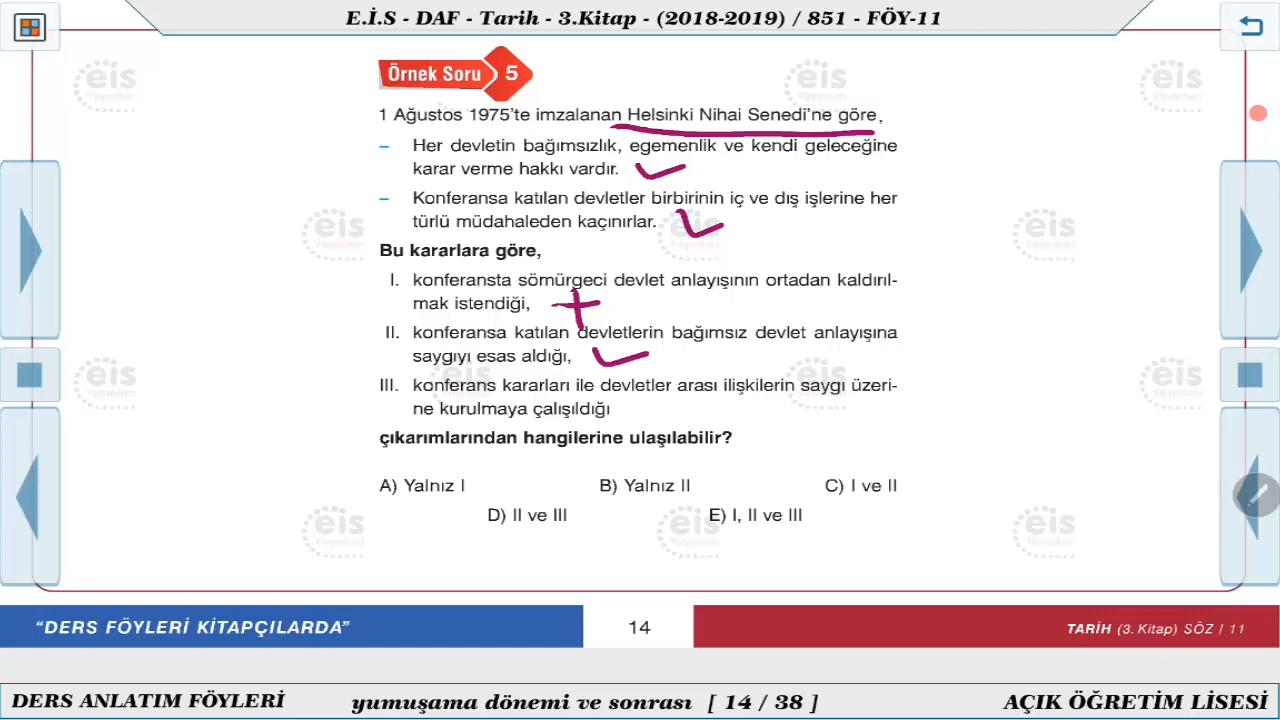 E.İ.S - DAF - Tarih - 3.Kitap - (2018-2019) / 851 - FÖY-11
Örnek Soru 5
1 Ağustos 1975’te imzalanan Helsinki Nihai Senedi’ne göre,
– Her devletin bağımsızlık, egemenlik ve kendi geleceğine
karar verme hakkı vardır.
– Konferansa katılan devletler birbirinin iç ve dış işlerine her
türlü müdahaleden kaçınırlar.
Bu kararlara göre,
I. konferansta sömürgeci devlet anlayışının ortadan kaldırıl-
mak istendiği,
II. konferansa katılan devletlerin bağımsız devlet anlayışına
saygıyı esas aldığı,
III. konferans kararları ile devletler arası ilişkilerin saygı üzeri-
ne kurulmaya çalışıldığı
çıkarımlarından hangilerine ulaşılabilir?
A) Yalnız I B) Yalnız II C) I ve II
D) II ve III E) I, II ve III
“DERS FÖYLERİ KİTAPÇILARDA” 14 TARİH (3. Kitap) SÖZ / 11
DERS ANLATIM FÖYLERİ yumuşama dönemi ve sonrası [ 14 / 38 ] AÇIK ÖĞRETİM LİSESİ